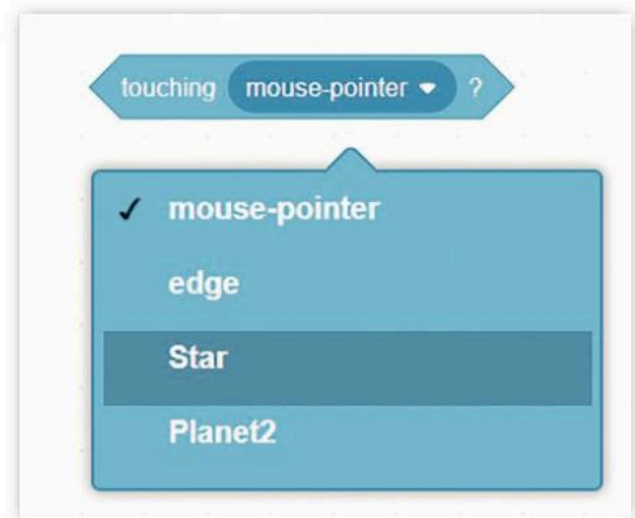 touching mouse-pointer ?
mouse-pointer
edge
Star
Planet2